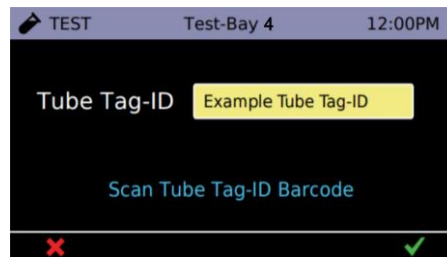 TEST Test-Bay 4 12:00PM
Tube Tag-ID Example Tube Tag-ID
Scan Tube Tag-ID Barcode